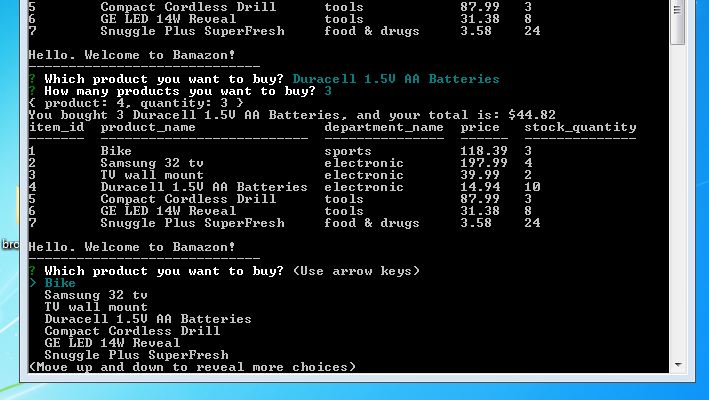 5       Compact Cordless Drill      tools            87.99   3
6       GE LED 14W Reveal           tools            31.38   8
7       Snuggle Plus SuperFresh     food & drugs     3.58    24
Hello. Welcome to Bamazon!
-----------------------------
? Which product you want to buy? Duracell 1.5V AA Batteries
? How many products you want to buy? 3
{ product: 4, quantity: 3 }
You bought 3 Duracell 1.5V AA Batteries, and your total is: $44.82
item_id  product_name                department_name  price   stock_quantity
-------  --------------------------  ---------------  ------  --------------
1        Bike                        sports           118.39  3
2        Samsung 32 tv               electronic       197.99  4
3        TV wall mount               electronic       39.99   2
4        Duracell 1.5V AA Batteries  electronic       14.94   10
5        Compact Cordless Drill      tools            87.99   3
6        GE LED 14W Reveal           tools            31.38   8
7        Snuggle Plus SuperFresh     food & drugs     3.58    24
Hello. Welcome to Bamazon!
-----------------------------
? Which product you want to buy? (Use arrow keys)
> Bike
Samsung 32 tv
TV wall mount
Duracell 1.5V AA Batteries
Compact Cordless Drill
GE LED 14W Reveal
Snuggle Plus SuperFresh
(Move up and down to reveal more choices)
bro